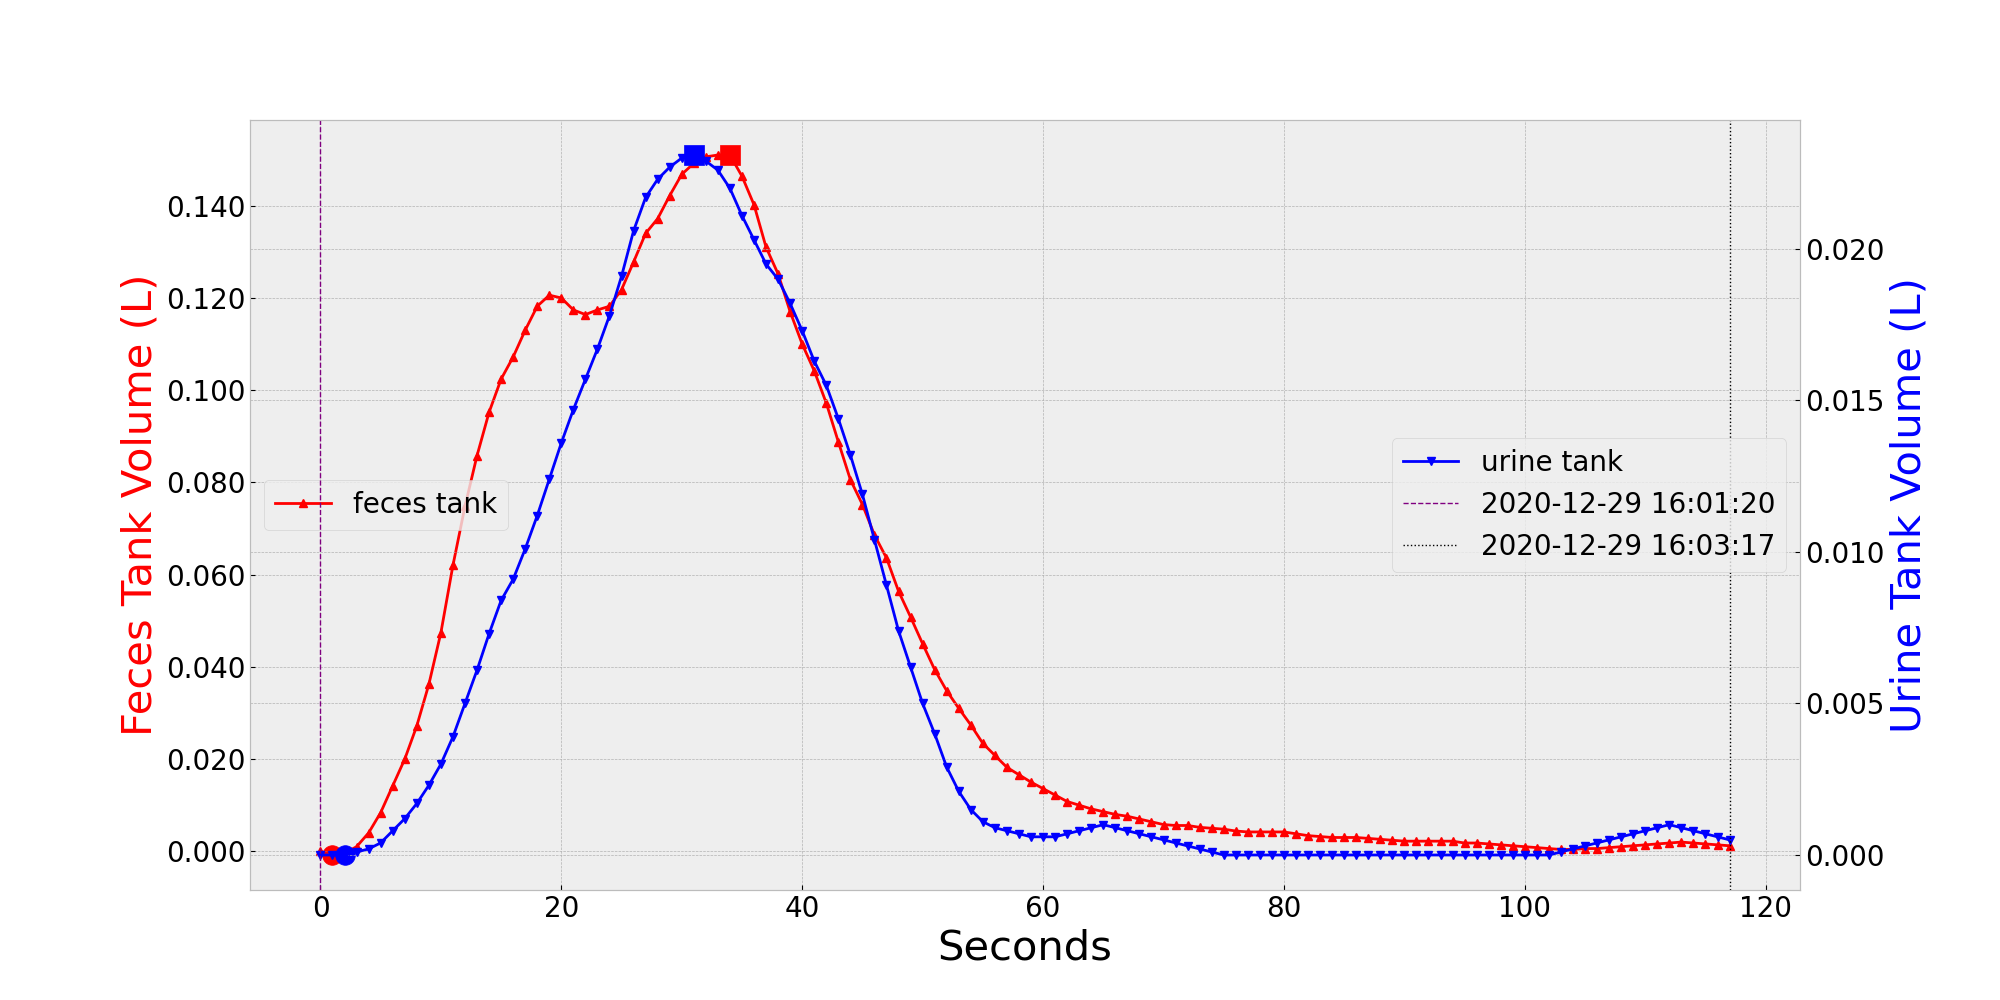 Feces Tank Volume (L)
0.140
0.120
0.100
0.080
0.060
0.040
0.020
0.000
feces tank
urine tank
2020-12-29 16:01:20
2020-12-29 16:03:17
0.020
0.015
0.010
0.005
0.000
Urine Tank Volume (L)
0 20 40 60 80 100 120
Seconds